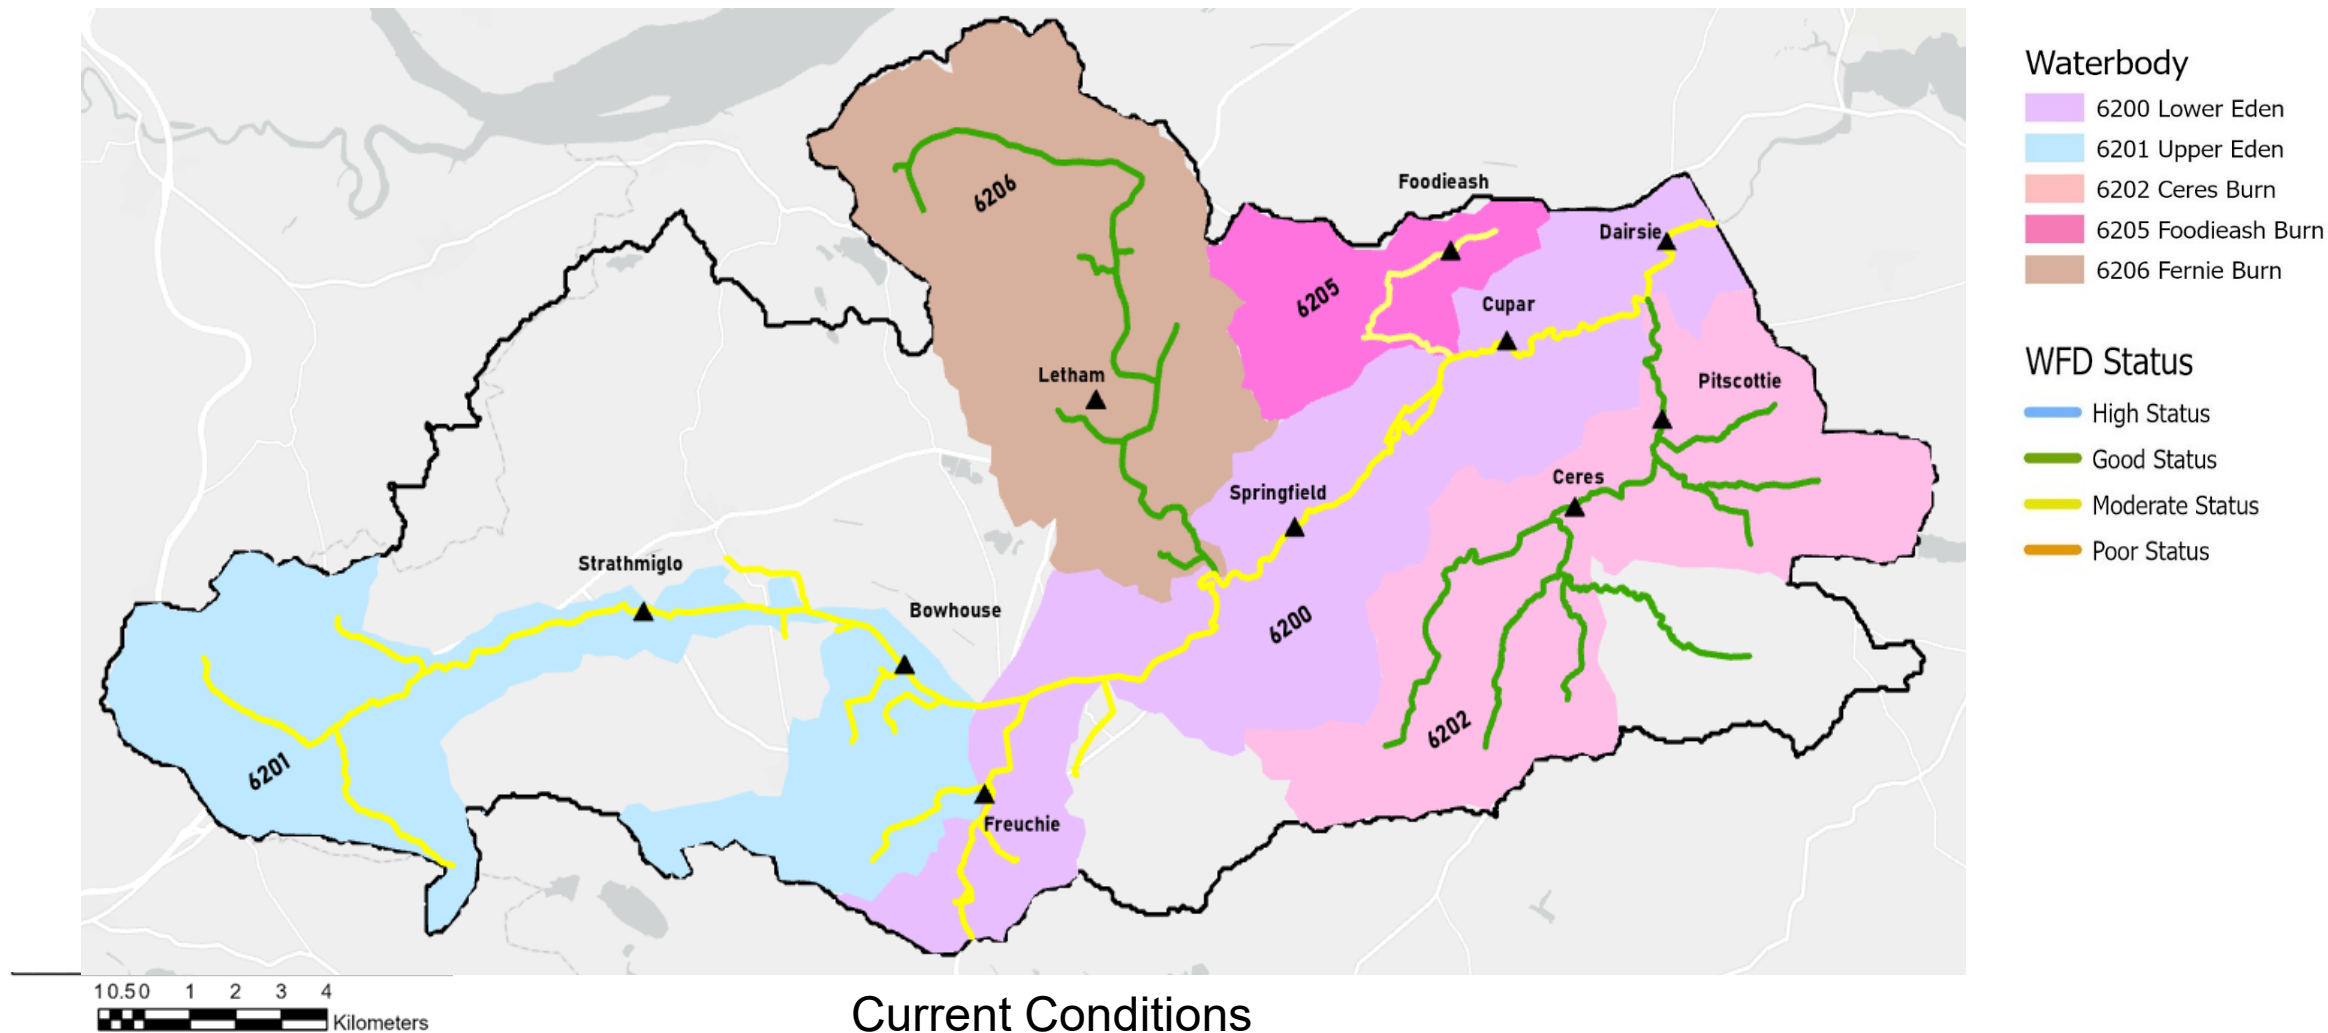 Waterbody
6200 Lower Eden
6201 Upper Eden
6202 Ceres Burn
6205 Foodieash Burn
6206 Fernie Burn
WFD Status
High Status
Good Status
Moderate Status
Poor Status
6206
Foodieash
Dairsie
6205
Cupar
Letham
Pitscottie
Springfield
Ceres
Strathmiglo
Bowhouse
6200
6202
6201
Freuchie
1 0.5 0 1 2 3 4
Kilometers
Current Conditions